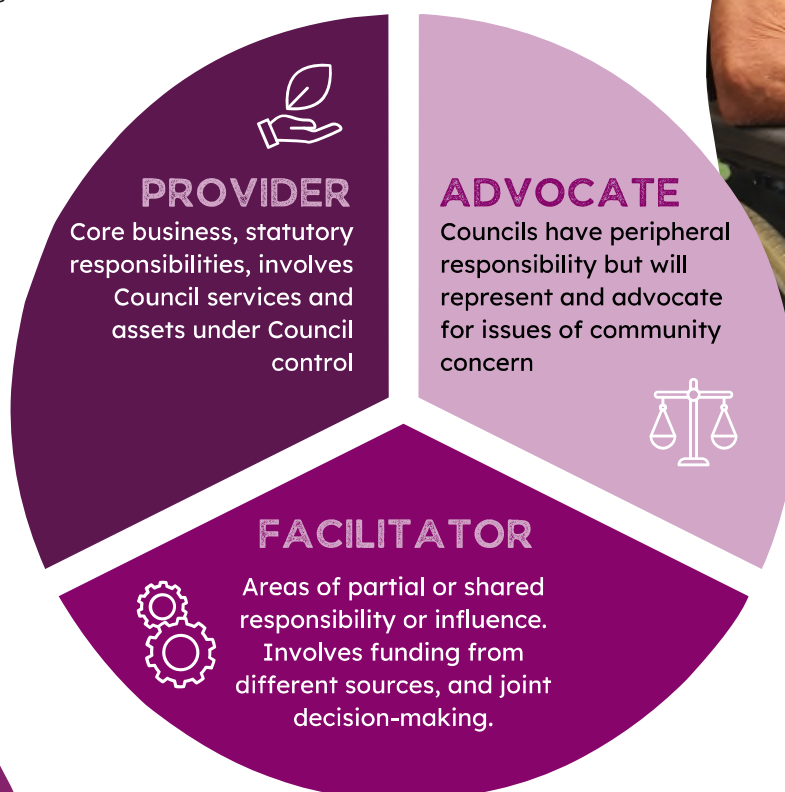 PROVIDER
Core business, statutory
responsibilities, involves
Council services and
assets under Council
control
ADVOCATE
Councils have peripheral
responsibility but will
represent and advocate
for issues of community
concern
FACILITATOR
Areas of partial or shared
responsibility or influence.
Involves funding from
different sources, and joint
decision-making.